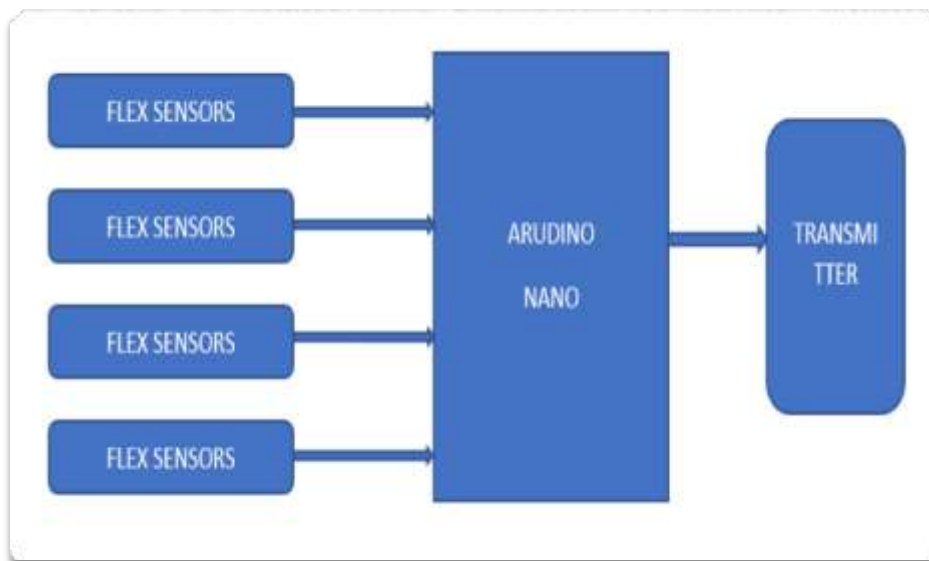 FLEX SENSORS
FLEX SENSORS
FLEX SENSORS
FLEX SENSORS
ARUDINO
NANO
TRANSMI
TTER